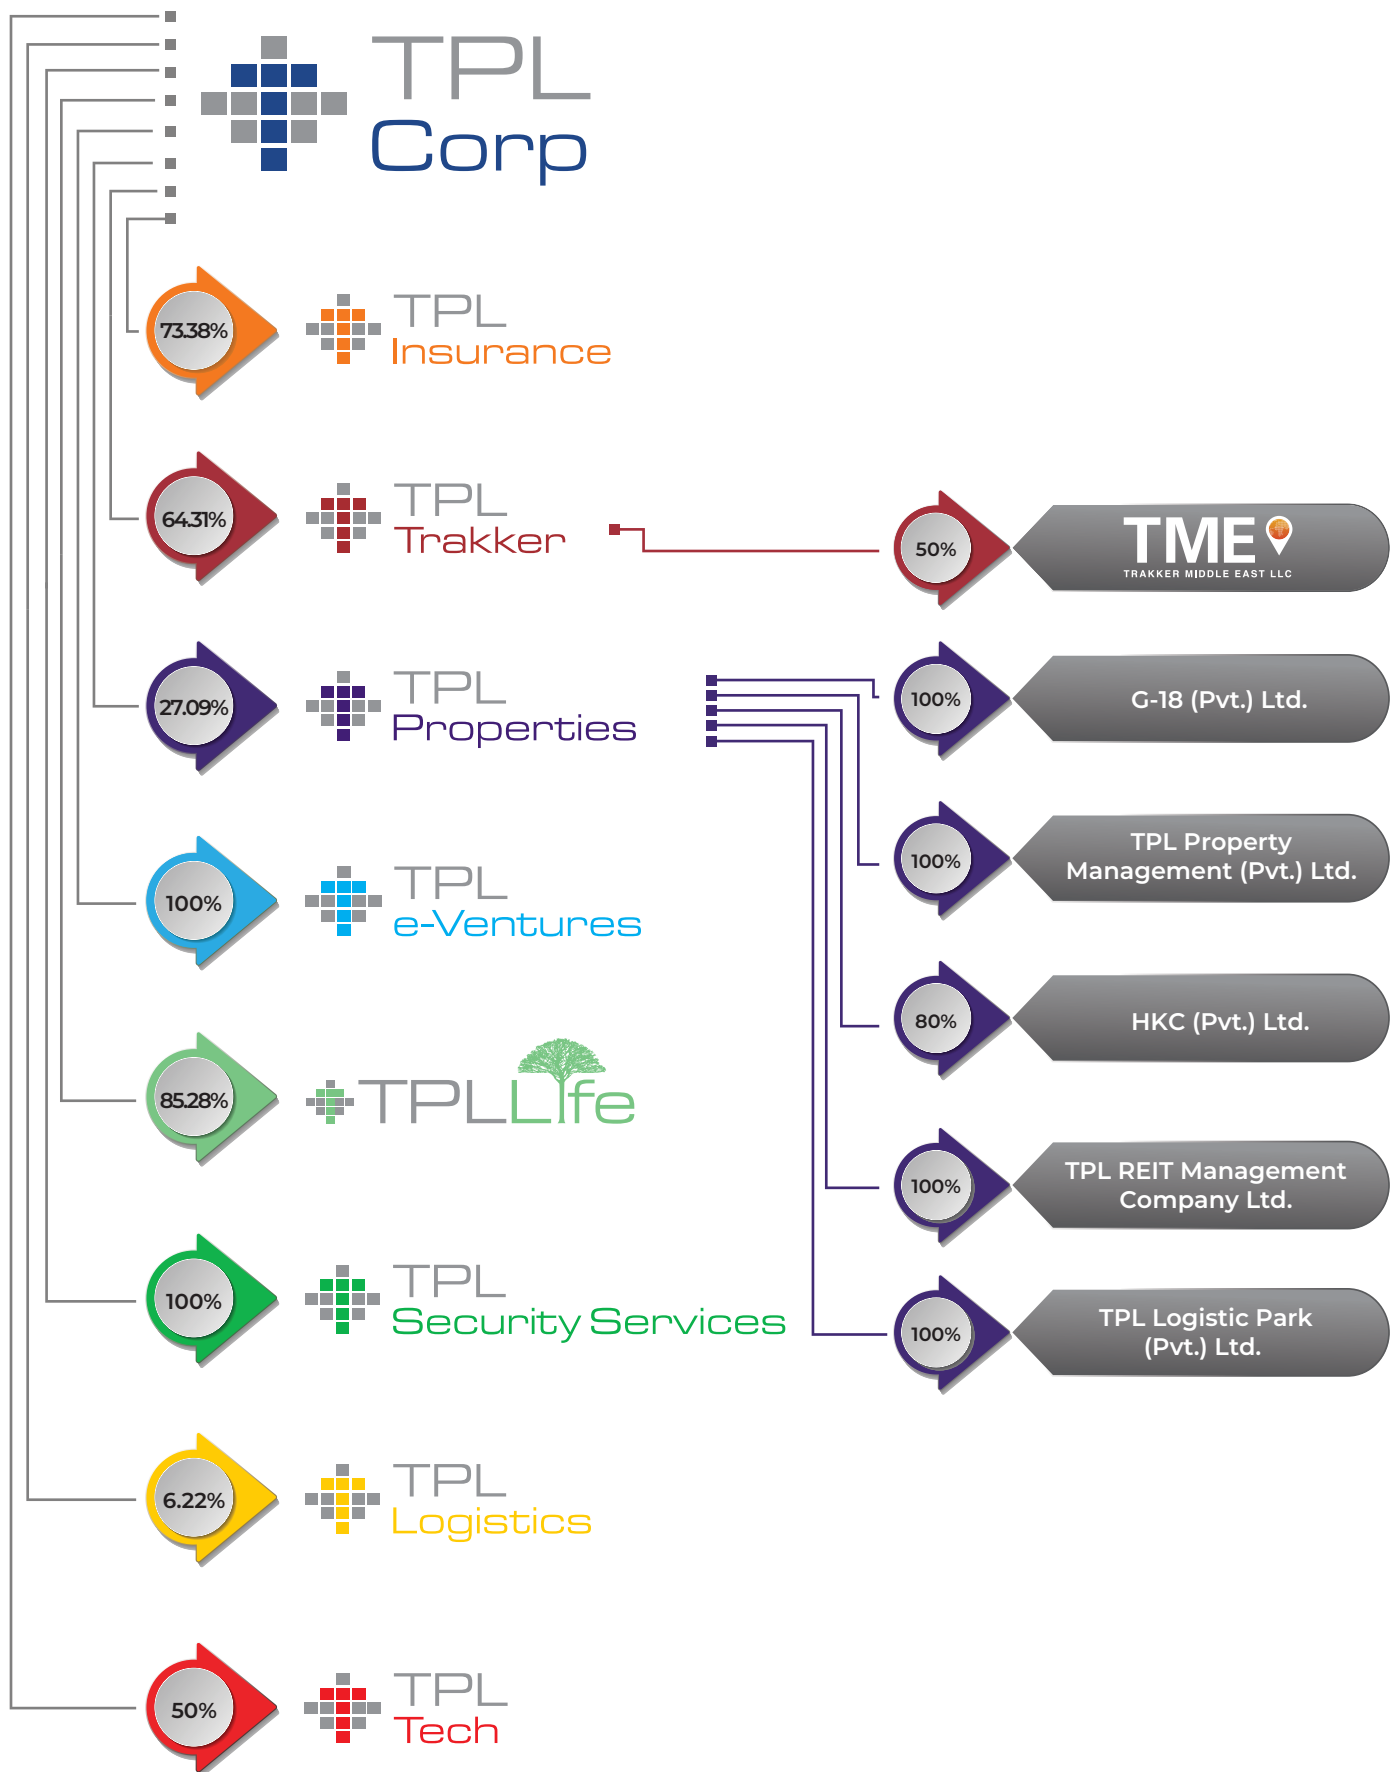 TPL
Corp
73.38%
TPL
Insurance
64.31%
TPL
Trakker
50%
TME
TRAKKER MIDDLE EAST LLC
27.09%
TPL
Properties
100%
G-18 (Pvt.) Ltd.
100%
TPL Property
Management (Pvt.) Ltd.
80%
HKC (Pvt.) Ltd.
100%
TPL REIT Management
Company Ltd.
100%
TPL Logistic Park
(Pvt.) Ltd.
100%
TPL
e-Ventures
85.28%
TPL Life
100%
TPL
Security Services
6.22%
TPL
Logistics
50%
TPL
Tech